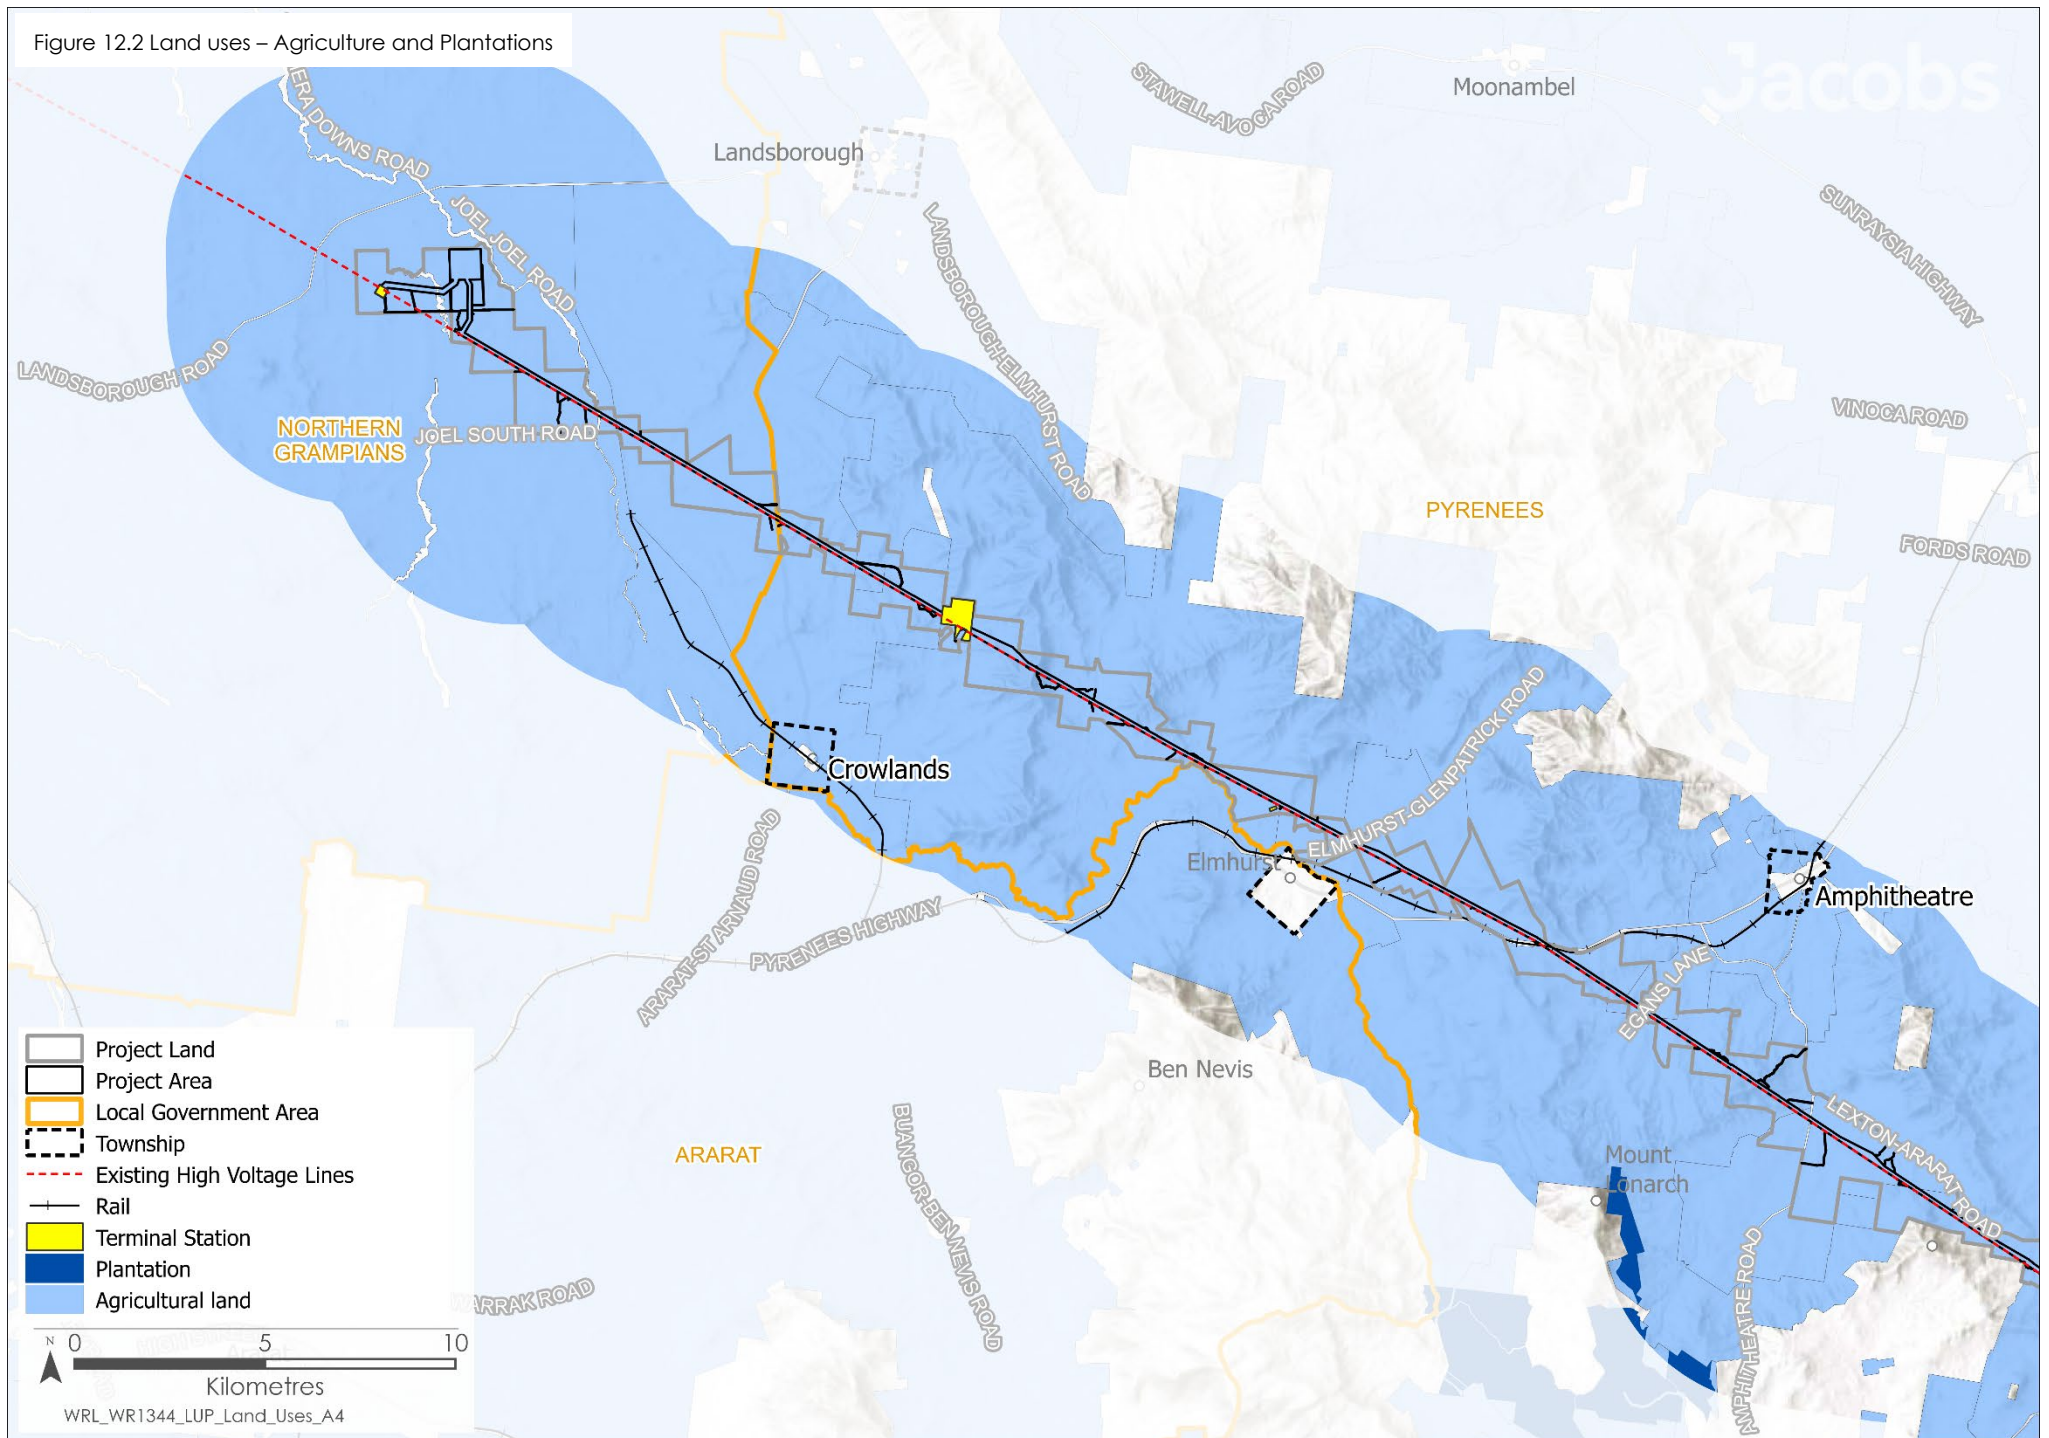 Figure 12.2 Land uses – Agriculture and Plantations
Jacobs
STAWELL-AVOCA ROAD
Moonambel
Landsborough
JOEL JOEL ROAD
LANDSBOROUGH-ELMHURST ROAD
SUNRAYSIA HIGHWAY
LANDSBOROUGH ROAD
NORTHERN
GRAMPIANS
JOEL SOUTH ROAD
VINOCA ROAD
PYRENEES
FORDS ROAD
Crowlands
ELMHURST-GLENPATRICK ROAD
Elmhurst
Amphitheatre
ARARAT-ST ARNAUD ROAD
PYRENEES HIGHWAY
EGANS LANE
Ben Nevis
ARARAT
BUANGOR-BEN NEVIS ROAD
LEXTON-ARARAT ROAD
Mount
Lonarch
AMPHITHEATRE-ROAD
Project Land
Project Area
Local Government Area
Township
Existing High Voltage Lines
Rail
Terminal Station
Plantation
Agricultural land
N 0 5 10
Kilometres
WRL_WR1344_LUP_Land_Uses_A4